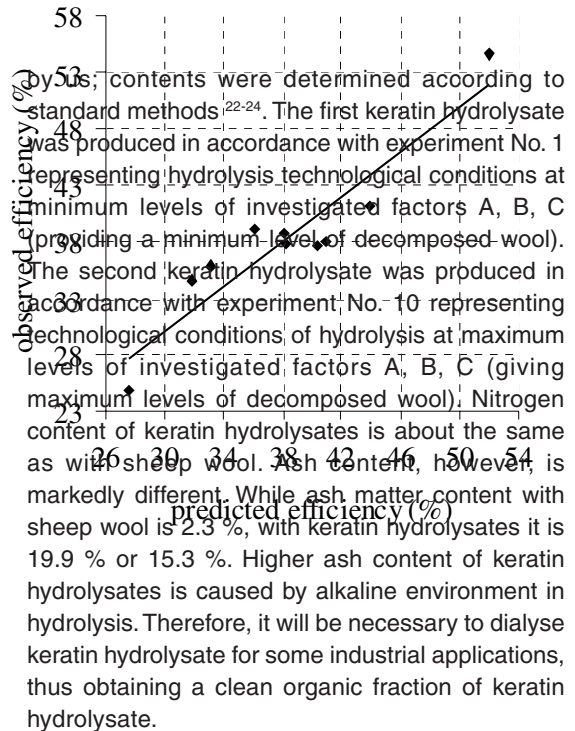 58
53
48
43
38
33
28
23
26 30 34 38 42 46 50 54
observed efficiency (%)
predicted efficiency (%)
by us; contents were determined according to
standard methods 22-24. The first keratin hydrolysate
was produced in accordance with experiment No. 1
representing hydrolysis technological conditions at
minimum levels of investigated factors A, B, C
(providing a minimum level of decomposed wool).
The second keratin hydrolysate was produced in
accordance with experiment No. 10 representing
technological conditions of hydrolysis at maximum
levels of investigated factors A, B, C (giving
maximum levels of decomposed wool). Nitrogen
content of keratin hydrolysates is about the same
as with sheep wool. Ash content, however, is
markedly different. While ash matter content with
sheep wool is 2.3 %, with keratin hydrolysates it is
19.9 % or 15.3 %. Higher ash content of keratin
hydrolysates is caused by alkaline environment in
hydrolysis. Therefore, it will be necessary to dialyse
keratin hydrolysate for some industrial applications,
thus obtaining a clean organic fraction of keratin
hydrolysate.